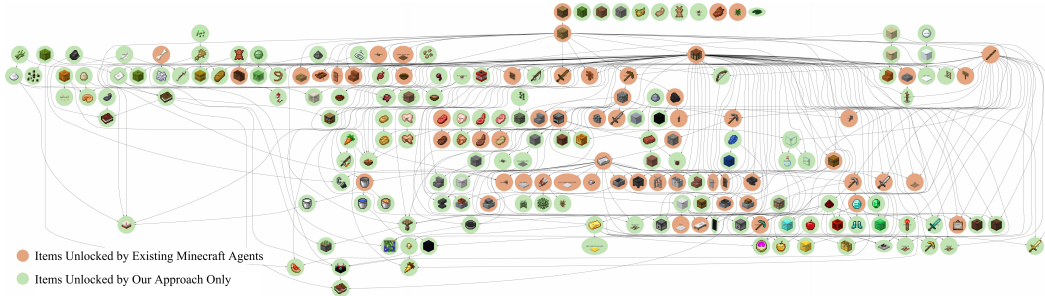 Items Unlocked by Existing Minecraft Agents
Items Unlocked by Our Approach Only